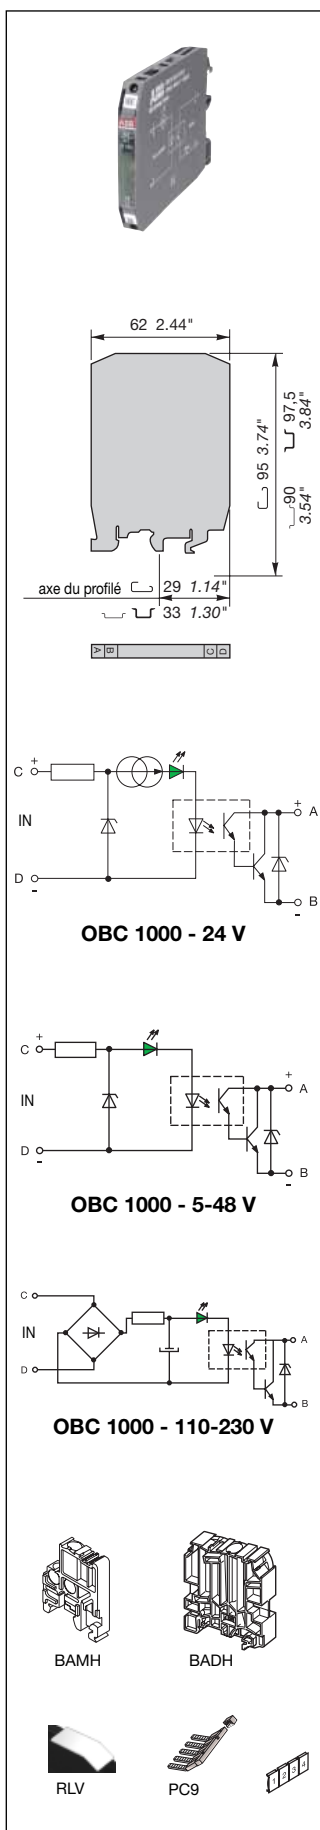 ABB
62 2.44"
95 3.74"
97,5 3.84"
90 3.54"
axe du profilé 29 1.14"
33 1.30"
A B C D
+
C
IN
D
-
+
A
B
-
OBC 1000 - 24 V
+
C
IN
D
-
+
A
B
-
OBC 1000 - 5-48 V
C
IN
D
A
B
OBC 1000 - 110-230 V
BAMH BADH
1 2 3 4
RLV PC9